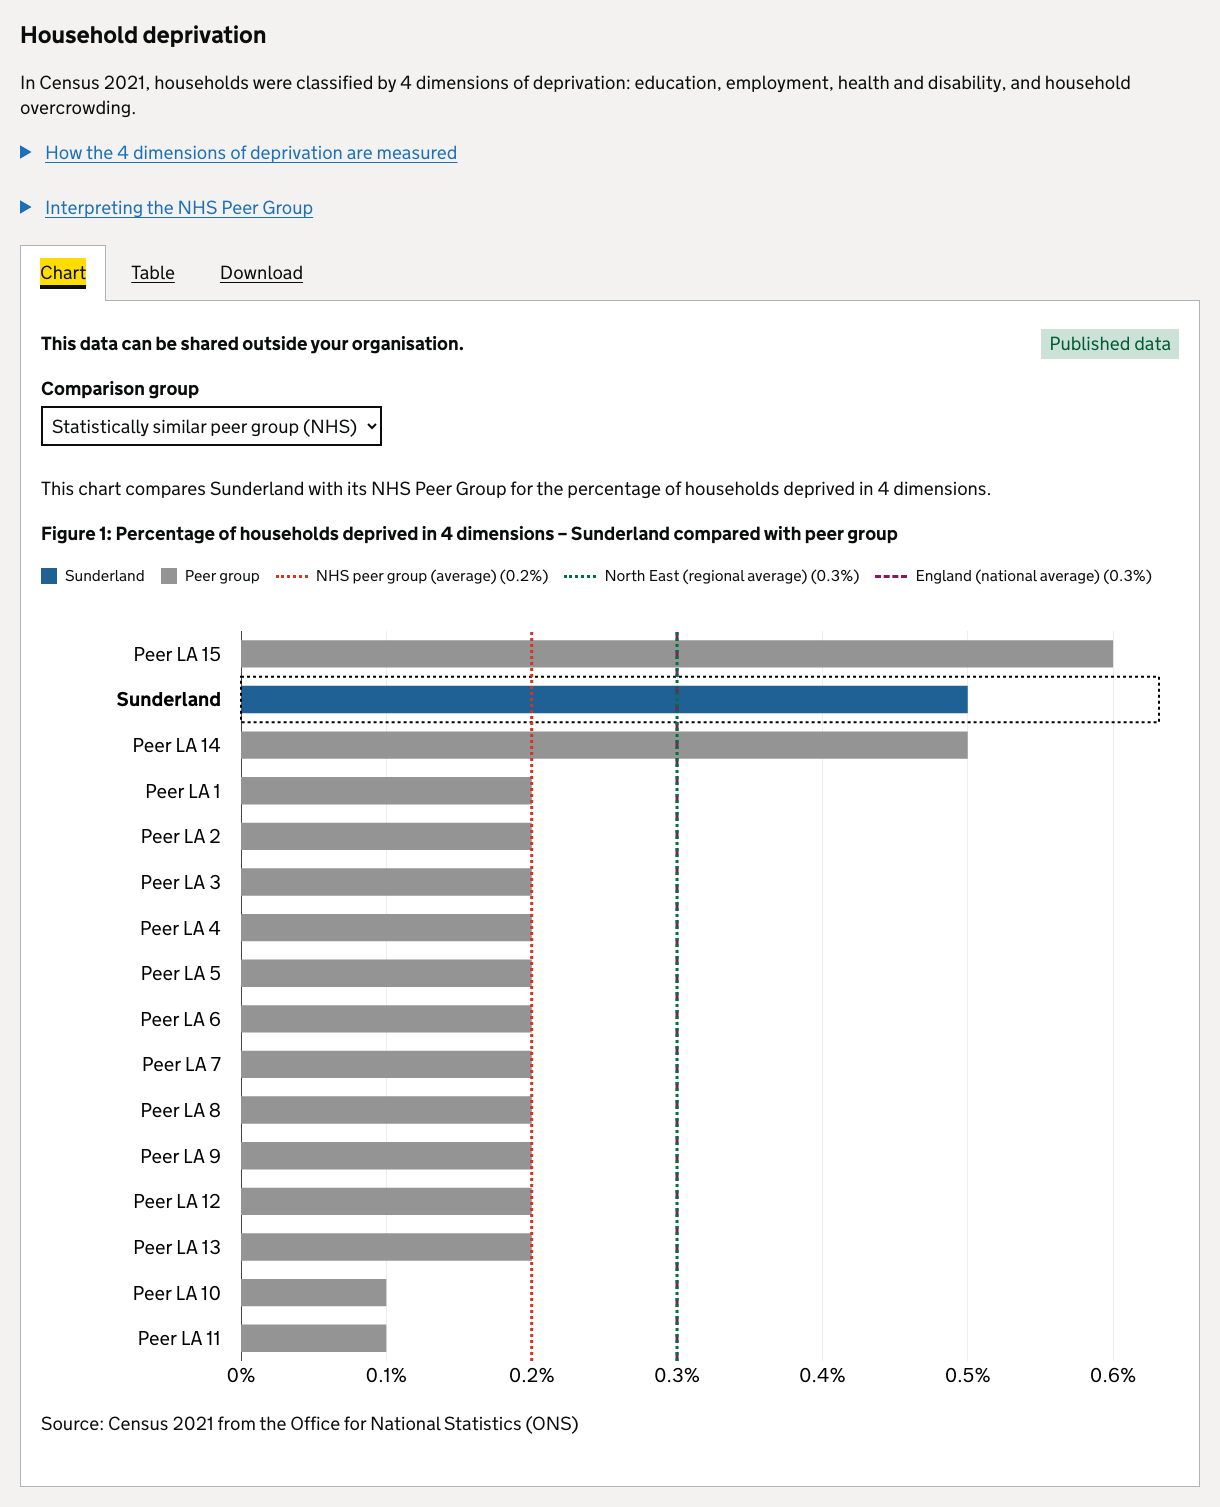 Household deprivation
In Census 2021, households were classified by 4 dimensions of deprivation: education, employment, health and disability, and household
overcrowding.
How the 4 dimensions of deprivation are measured
Interpreting the NHS Peer Group
Chart Table Download
This data can be shared outside your organisation. Published data
Comparison group
Statistically similar peer group (NHS)
This chart compares Sunderland with its NHS Peer Group for the percentage of households deprived in 4 dimensions.
Figure 1: Percentage of households deprived in 4 dimensions – Sunderland compared with peer group
Sunderland Peer group NHS peer group (average) (0.2%) North East (regional average) (0.3%) England (national average) (0.3%)
Peer LA 15
Sunderland
Peer LA 14
Peer LA 1
Peer LA 2
Peer LA 3
Peer LA 4
Peer LA 5
Peer LA 6
Peer LA 7
Peer LA 8
Peer LA 9
Peer LA 12
Peer LA 13
Peer LA 10
Peer LA 11
0% 0.1% 0.2% 0.3% 0.4% 0.5% 0.6%
Source: Census 2021 from the Office for National Statistics (ONS)